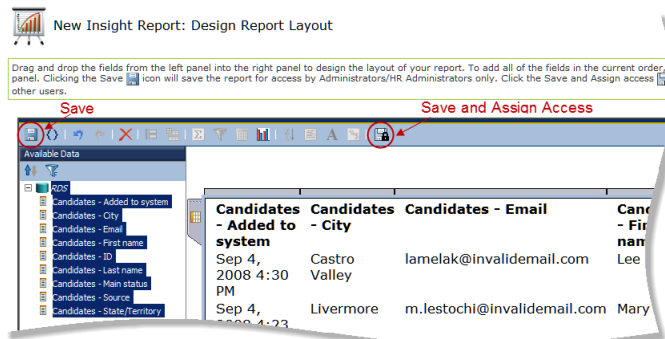 New Insight Report: Design Report Layout
Drag and drop the fields from the left panel into the right panel to design the layout of your report. To add all of the fields in the current order,
panel. Clicking the Save icon will save the report for access by Administrators/HR Administrators only. Click the Save and Assign access
other users.
Save
Save and Assign Access
Available Data
RDS
Candidates - Added to system
Candidates - City
Candidates - Email
Candidates - First name
Candidates - ID
Candidates - Last name
Candidates - Main status
Candidates - Source
Candidates - State/Territory
Candidates Candidates Candidates - Email
- Added to - City - Fir
system
Sep 4, Castro lamelak@invalidemail.com Lee
2008 4:30 Valley
PM
Sep 4, Livermore m.lestochi@invalidemail.com Mary
2008 4:23